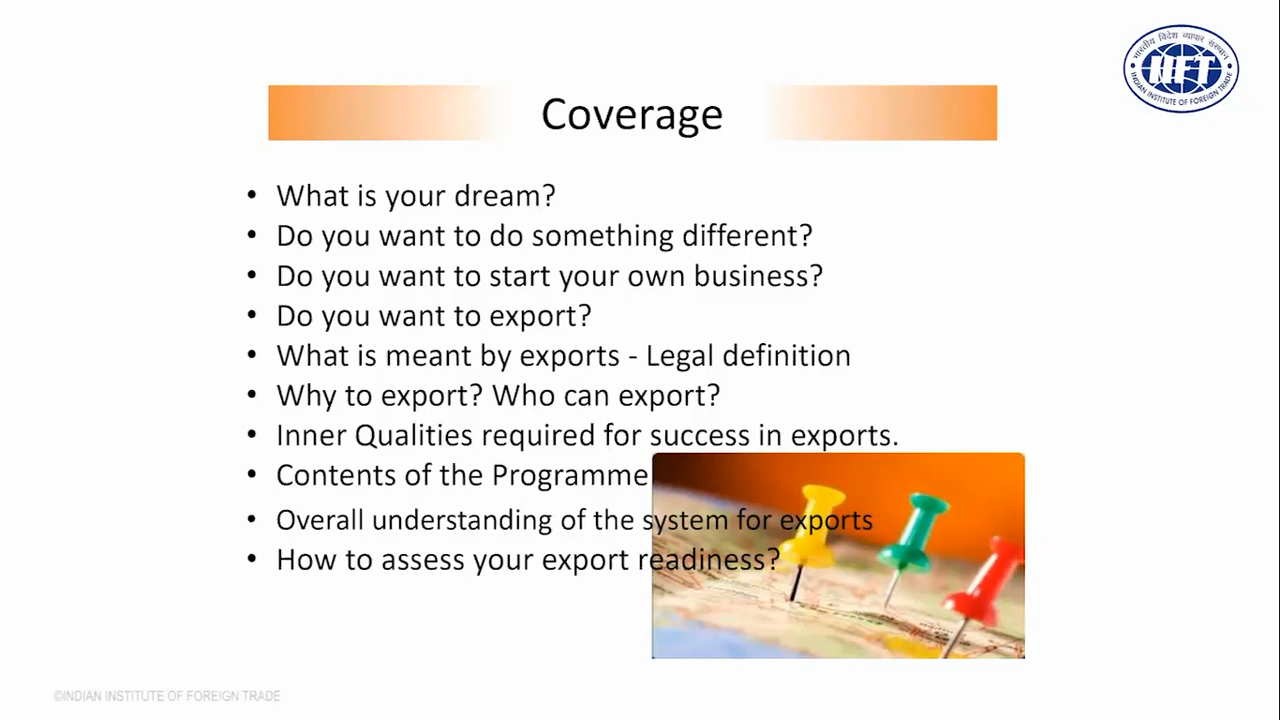 भारतीय विदेश व्यापार संस्थान
IIFT
INDIAN INSTITUTE OF FOREIGN TRADE
Coverage
• What is your dream?
• Do you want to do something different?
• Do you want to start your own business?
• Do you want to export?
• What is meant by exports - Legal definition
• Why to export? Who can export?
• Inner Qualities required for success in exports.
• Contents of the Programme
• Overall understanding of the system for exports
• How to assess your export readiness?
©INDIAN INSTITUTE OF FOREIGN TRADE